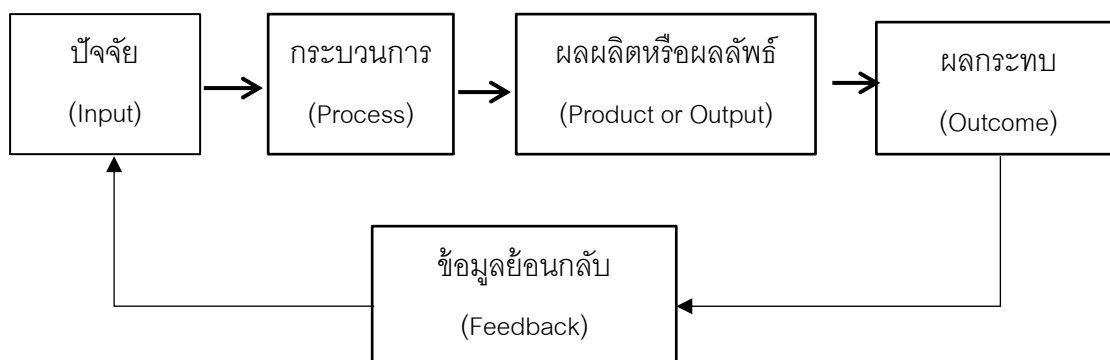 ปัจจัย
(Input)
กระบวนการ
(Process)
ผลผลิตหรือผลลัพธ์
(Product or Output)
ผลกระทบ
(Outcome)
ข้อมูลย้อนกลับ
(Feedback)